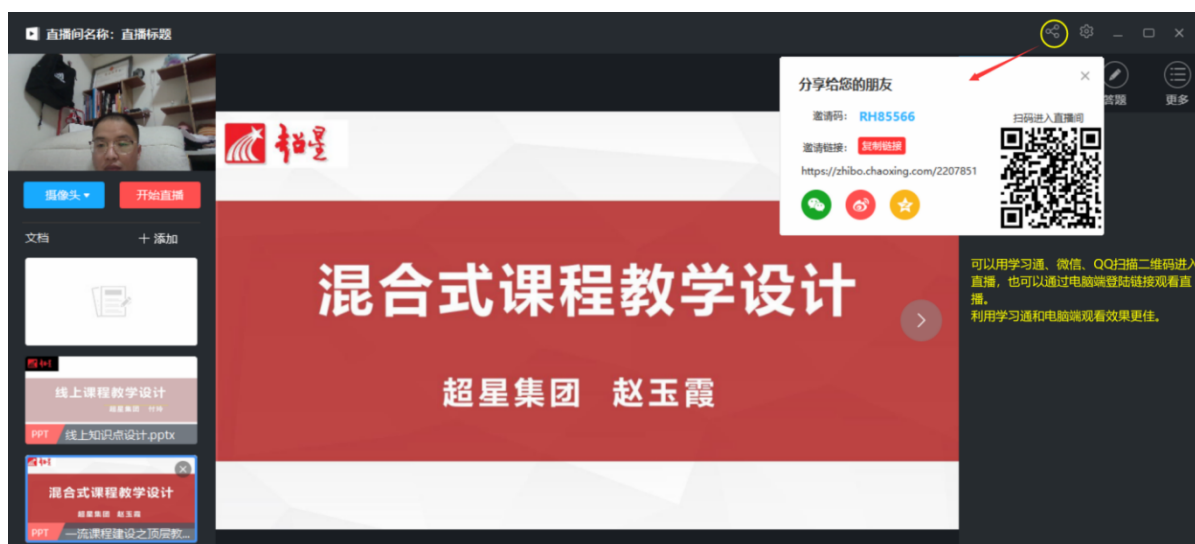 直播间名称：直播标题
分享给您的朋友
邀请码： RH85566
邀请链接： 复制链接
https://zhibo.chaoxing.com/2207851
扫码进入直播间
答题
更多
摄像头
开始直播
文档
＋ 添加
线上课程教学设计
PPT 线上知识点设计.pptx
混合式课程教学设计
超星集团 赵玉霞
PPT 一流课程建设之顶层教...
超星
混合式课程教学设计
超星集团 赵玉霞
可以用学习通、微信、QQ扫描二维码进入
直播，也可以通过电脑端登陆链接观看直
播。
利用学习通和电脑端观看效果更佳。